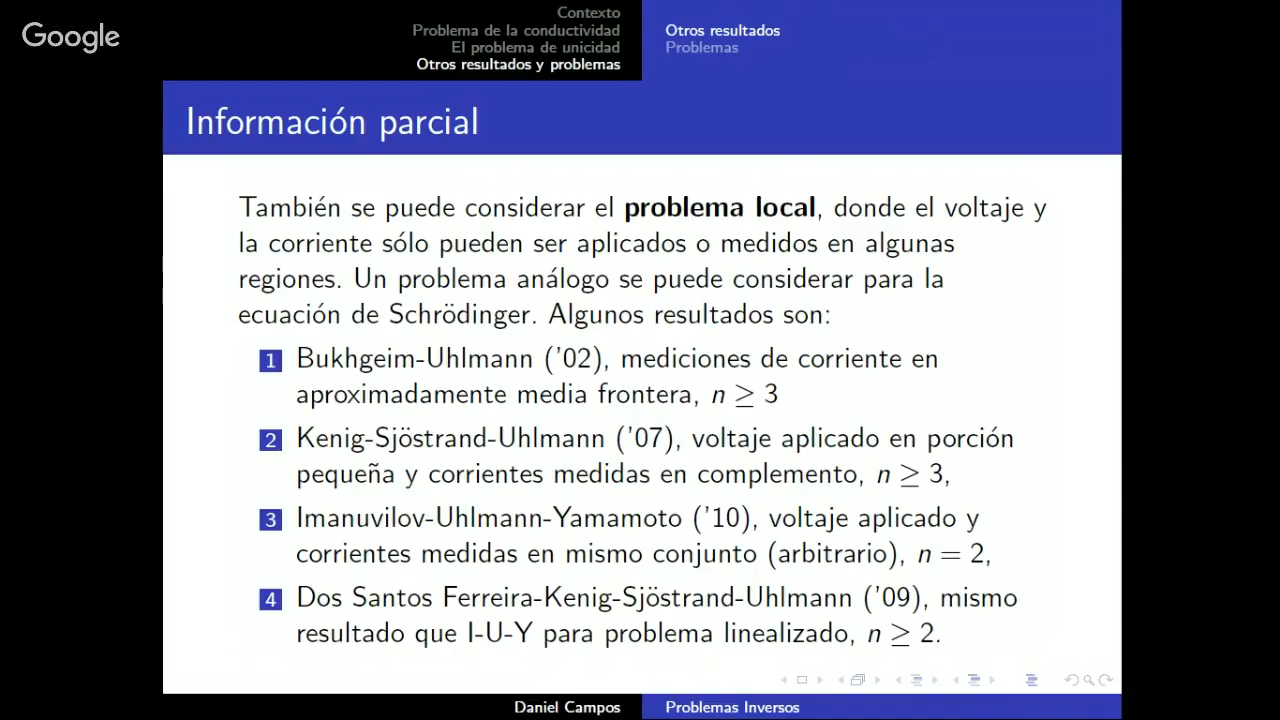 Google
Contexto
Problema de la conductividad
El problema de unicidad
Otros resultados y problemas
Otros resultados
Problemas
Información parcial
También se puede considerar el problema local, donde el voltaje y
la corriente sólo pueden ser aplicados o medidos en algunas
regiones. Un problema análogo se puede considerar para la
ecuación de Schrödinger. Algunos resultados son:
1 Bukhgeim-Uhlmann ('02), mediciones de corriente en
aproximadamente media frontera, n ≥ 3
2 Kenig-Sjöstrand-Uhlmann ('07), voltaje aplicado en porción
pequeña y corrientes medidas en complemento, n ≥ 3,
3 Imanuvilov-Uhlmann-Yamamoto ('10), voltaje aplicado y
corrientes medidas en mismo conjunto (arbitrario), n = 2,
4 Dos Santos Ferreira-Kenig-Sjöstrand-Uhlmann ('09), mismo
resultado que I-U-Y para problema linealizado, n ≥ 2.
Daniel Campos
Problemas Inversos